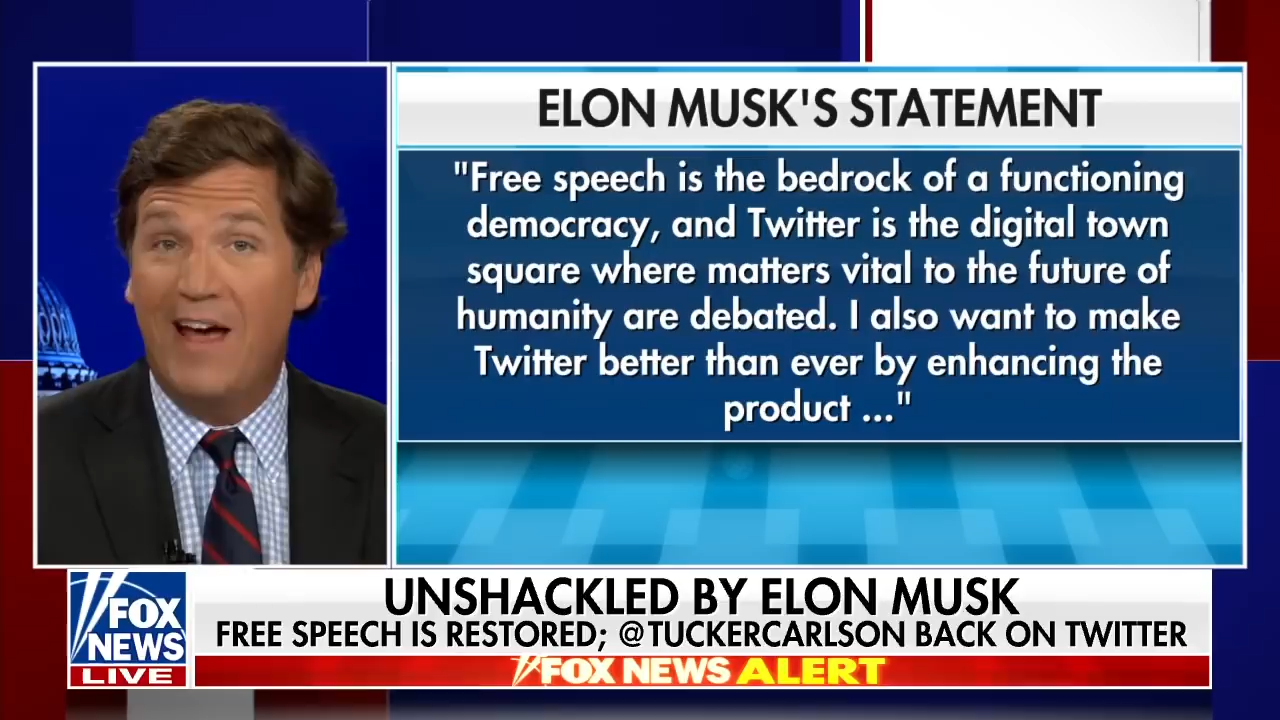 ELON MUSK'S STATEMENT
"Free speech is the bedrock of a functioning
democracy, and Twitter is the digital town
square where matters vital to the future of
humanity are debated. I also want to make
Twitter better than ever by enhancing the
product ..."
FOX
NEWS
LIVE
UNSHACKLED BY ELON MUSK
FREE SPEECH IS RESTORED; @TUCKERCARLSON BACK ON TWITTER
FOX NEWS ALERT